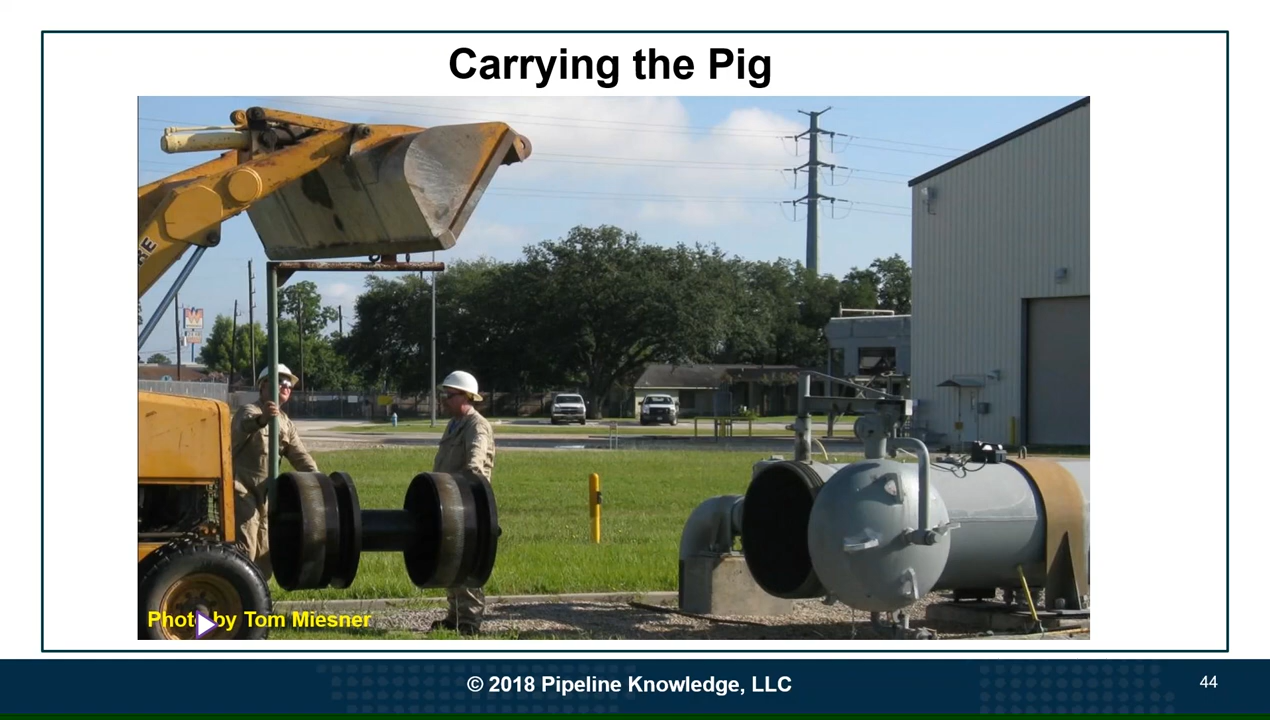 Carrying the Pig
Photo by Tom Miesner
© 2018 Pipeline Knowledge, LLC
44